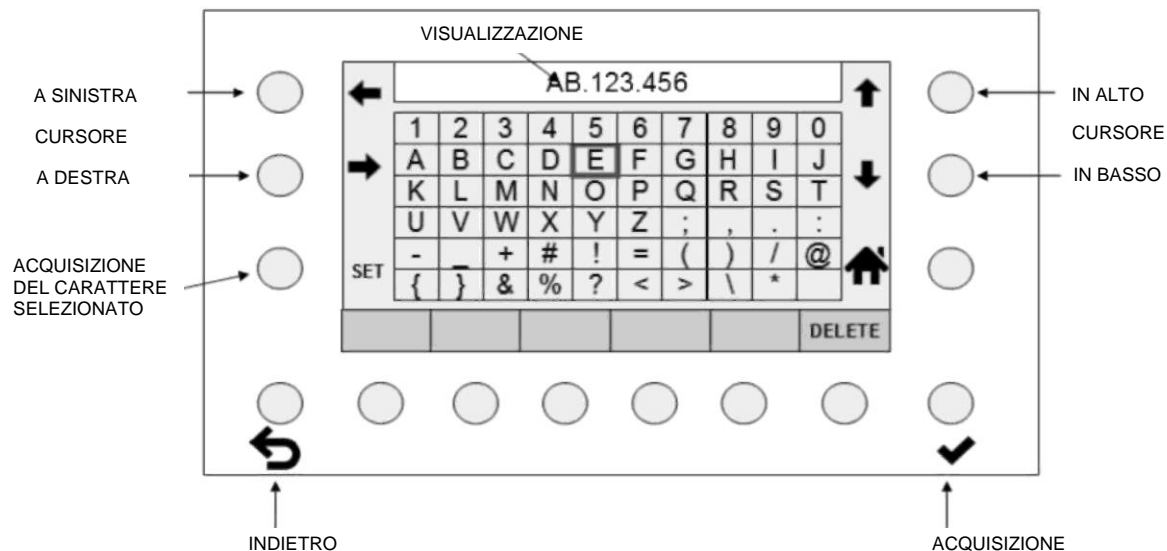 VISUALIZZAZIONE
A SINISTRA
CURSORE
A DESTRA
ACQUISIZIONE
DEL CARATTERE
SELEZIONATO
AB.123.456
1 2 3 4 5 6 7 8 9 0
A B C D E F G H I J
K L M N O P Q R S T
U V W X Y Z ; , . :
- _ + # ! = ( ) / @
{ } & % ? < > \ *
SET
DELETE
IN ALTO
CURSORE
IN BASSO
INDIETRO
ACQUISIZIONE